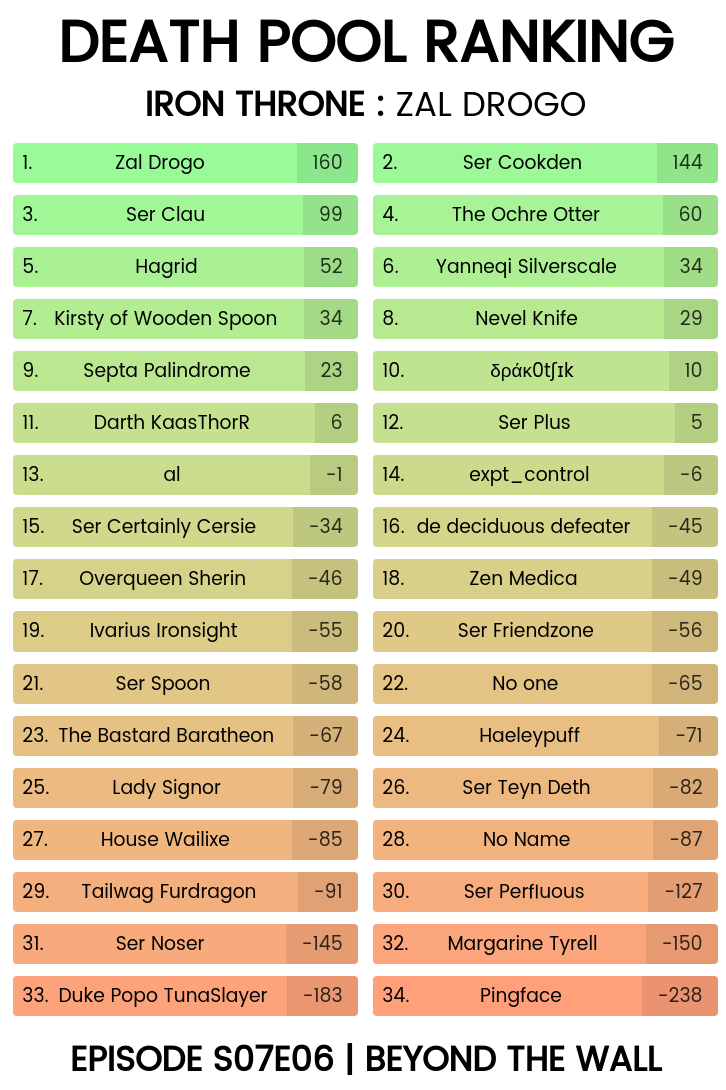 DEATH POOL RANKING
IRON THRONE : ZAL DROGO
1. Zal Drogo 160
2. Ser Cookden 144
3. Ser Clau 99
4. The Ochre Otter 60
5. Hagrid 52
6. Yanneqi Silverscale 34
7. Kirsty of Wooden Spoon 34
8. Nevel Knife 29
9. Septa Palindrome 23
10. δράκ0tʃɪk 10
11. Darth KaasThorR 6
12. Ser Plus 5
13. al -1
14. expt_control -6
15. Ser Certainly Cersie -34
16. de deciduous defeater -45
17. Overqueen Sherin -46
18. Zen Medica -49
19. Ivarius Ironsight -55
20. Ser Friendzone -56
21. Ser Spoon -58
22. No one -65
23. The Bastard Baratheon -67
24. Haeleypuff -71
25. Lady Signor -79
26. Ser Teyn Deth -82
27. House Wailixe -85
28. No Name -87
29. Tailwag Furdragon -91
30. Ser Perfluous -127
31. Ser Noser -145
32. Margarine Tyrell -150
33. Duke Popo TunaSlayer -183
34. Pingface -238
EPISODE S07E06 | BEYOND THE WALL